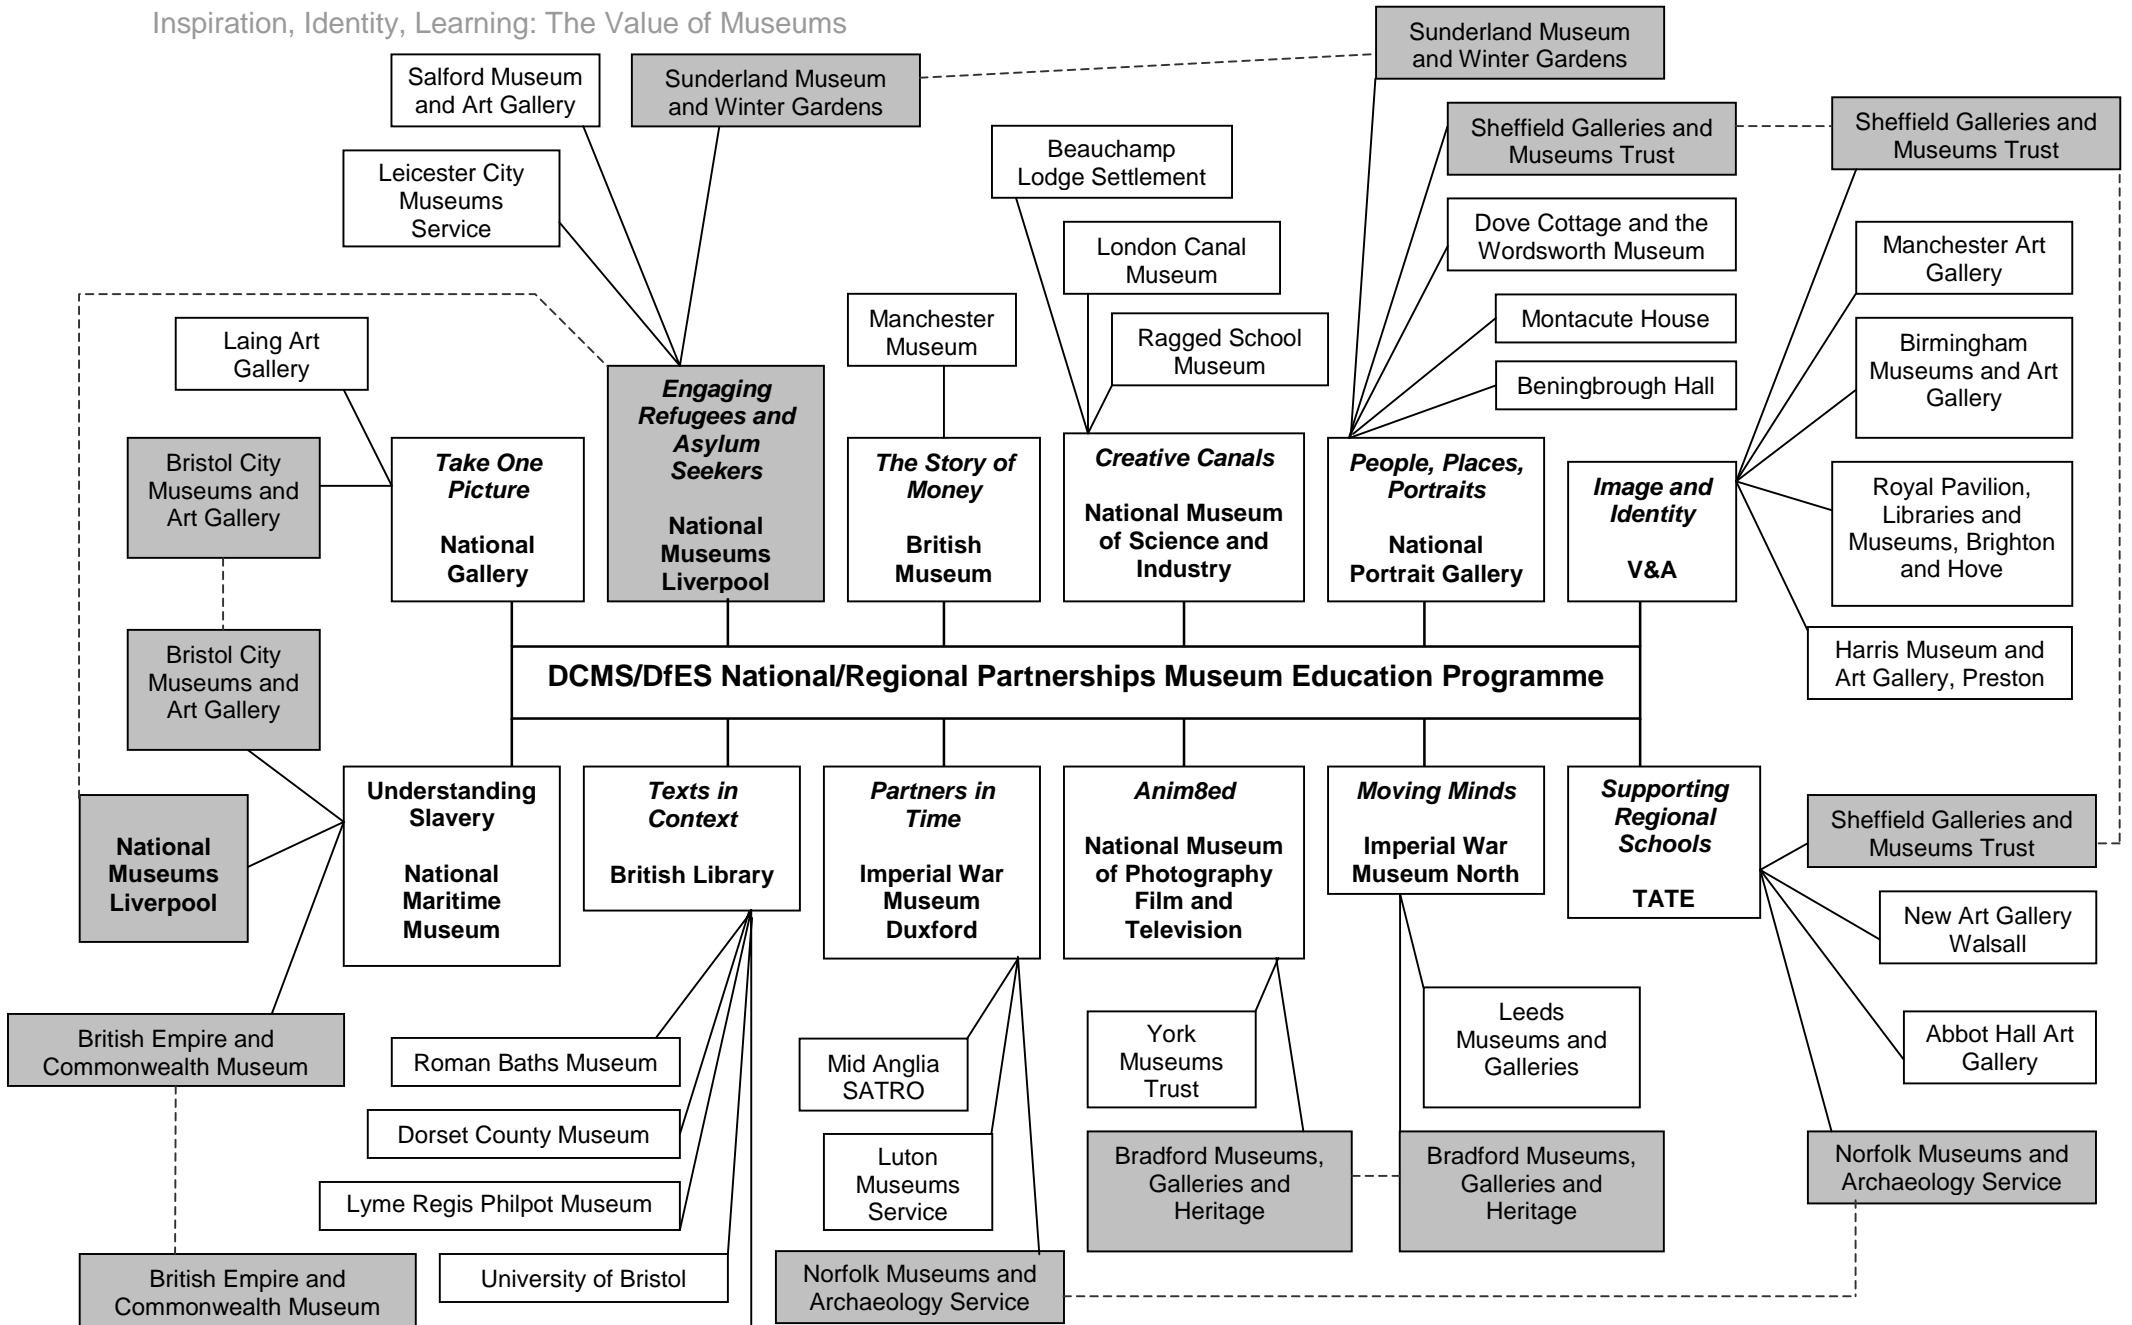 Inspiration, Identity, Learning: The Value of Museums
Salford Museum
and Art Gallery
Sunderland Museum
and Winter Gardens
Sunderland Museum
and Winter Gardens
Leicester City
Museums
Service
Beauchamp
Lodge Settlement
London Canal
Museum
Ragged School
Museum
Manchester
Museum
Sheffield Galleries and
Museums Trust
Sheffield Galleries and
Museums Trust
Dove Cottage and the
Wordsworth Museum
Montacute House
Beningbrough Hall
Manchester Art
Gallery
Birmingham
Museums and Art
Gallery
Royal Pavilion,
Libraries and
Museums, Brighton
and Hove
Harris Museum and
Art Gallery, Preston
Laing Art
Gallery
Bristol City
Museums and
Art Gallery
Take One
Picture
National
Gallery
Engaging
Refugees and
Asylum
Seekers
National
Museums
Liverpool
The Story of
Money
British
Museum
Creative Canals
National Museum
of Science and
Industry
People, Places,
Portraits
National
Portrait Gallery
Image and
Identity
V&A
DCMS/DfES National/Regional Partnerships Museum Education Programme
Bristol City
Museums and
Art Gallery
National
Museums
Liverpool
Understanding
Slavery
National
Maritime
Museum
Texts in
Context
British Library
Partners in
Time
Imperial War
Museum
Duxford
Anim8ed
National Museum
of Photography
Film and
Television
Moving Minds
Imperial War
Museum North
Supporting
Regional
Schools
TATE
Sheffield Galleries and
Museums Trust
New Art Gallery
Walsall
Abbot Hall Art
Gallery
Norfolk Museums and
Archaeology Service
British Empire and
Commonwealth Museum
British Empire and
Commonwealth Museum
Roman Baths Museum
Dorset County Museum
Lyme Regis Philpot Museum
University of Bristol
Mid Anglia
SATRO
Luton
Museums
Service
Norfolk Museums and
Archaeology Service
York
Museums
Trust
Bradford Museums,
Galleries and
Heritage
Leeds
Museums and
Galleries
Bradford Museums,
Galleries and
Heritage